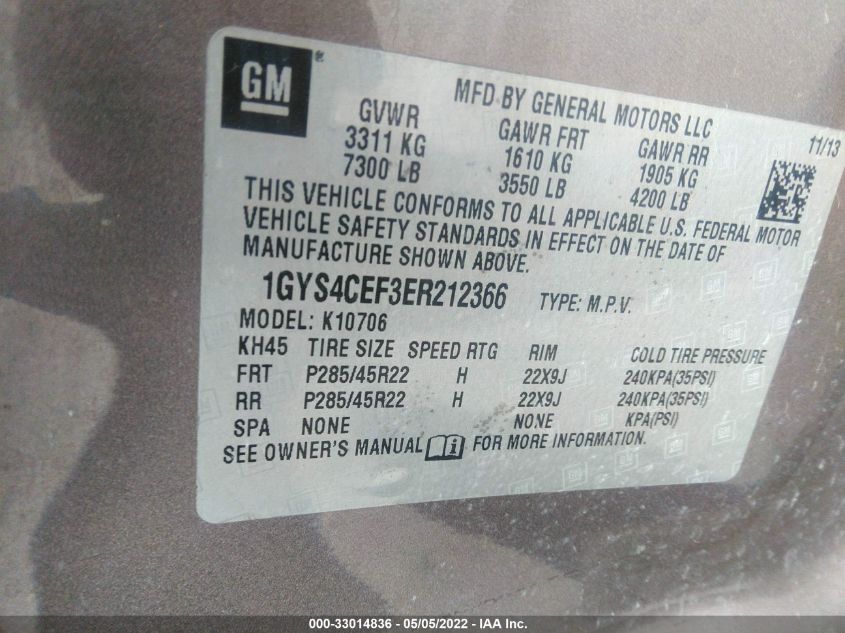 GM ®
MFD BY GENERAL MOTORS LLC
11/13
GVWR GAWR FRT GAWR RR
3311 KG 1610 KG 1905 KG
7300 LB 3550 LB 4200 LB
THIS VEHICLE CONFORMS TO ALL APPLICABLE U.S. FEDERAL MOTOR
VEHICLE SAFETY STANDARDS IN EFFECT ON THE DATE OF
MANUFACTURE SHOWN ABOVE.
1GYS4CEF3ER212366 TYPE: M.P.V.
MODEL: K10706
KH45 TIRE SIZE SPEED RTG RIM COLD TIRE PRESSURE
FRT P285/45R22 H 22X9J 240KPA(35PSI)
RR P285/45R22 H 22X9J 240KPA(35PSI)
SPA NONE NONE KPA(PSI)
SEE OWNER'S MANUAL i FOR MORE INFORMATION.
000-33014836 - 05/05/2022 - IAA Inc.